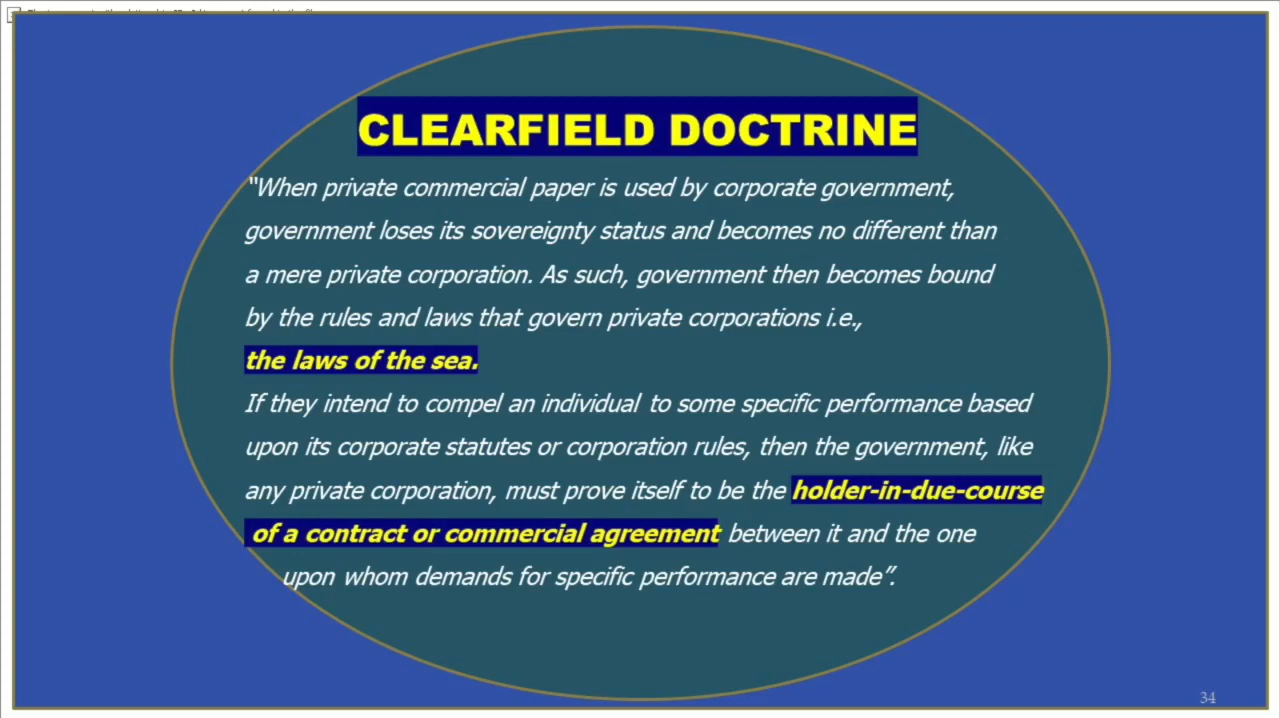 CLEARFIELD DOCTRINE
"When private commercial paper is used by corporate government,
government loses its sovereignty status and becomes no different than
a mere private corporation. As such, government then becomes bound
by the rules and laws that govern private corporations i.e.,
the laws of the sea.
If they intend to compel an individual to some specific performance based
upon its corporate statutes or corporation rules, then the government, like
any private corporation, must prove itself to be the holder-in-due-course
of a contract or commercial agreement between it and the one
upon whom demands for specific performance are made”.
34